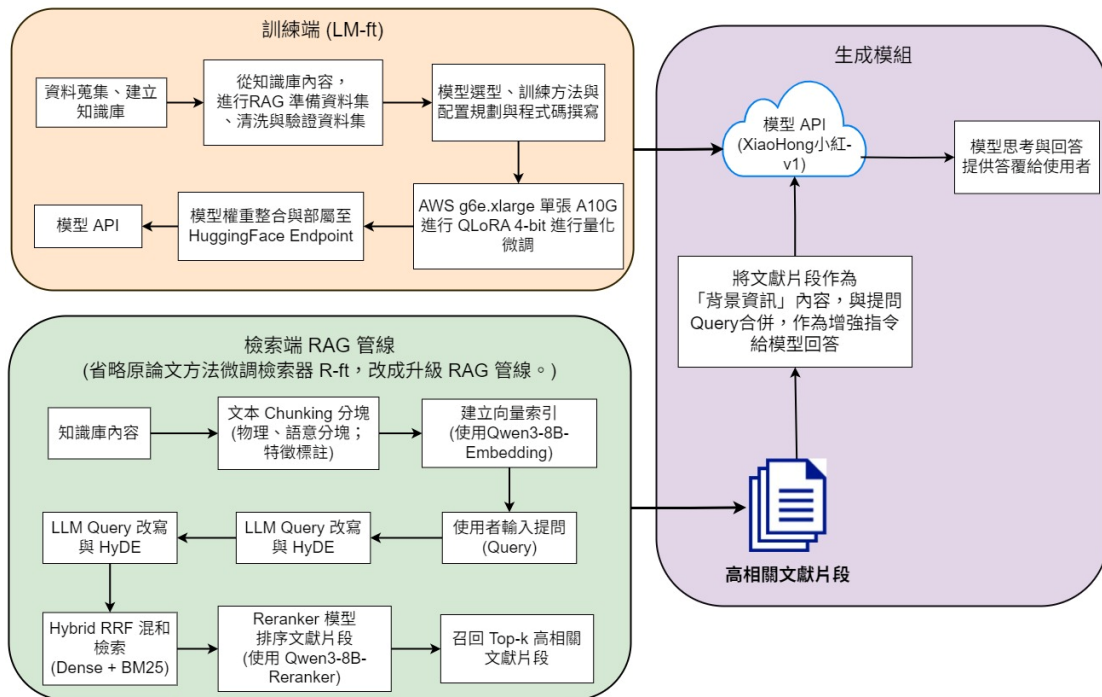 訓練端 (LM-ft)
資料蒐集、建立
知識庫
從知識庫內容，
進行RAG 準備資料集
、清洗與驗證資料集
模型選型、訓練方法與
配置規劃與程式碼撰寫
AWS g6e.xlarge 單張 A10G
進行 QLoRA 4-bit 進行量化
微調
模型權重整合與部屬至
HuggingFace Endpoint
模型 API
檢索端 RAG 管線
(省略原論文方法微調檢索器 R-ft，改成升級 RAG 管線。)
知識庫內容
文本 Chunking 分塊
(物理、語意分塊；
特徵標註)
建立向量索引
(使用Qwen3-8B-
Embedding)
使用者輸入提問
(Query)
LLM Query 改寫
與 HyDE
LLM Query 改寫
與 HyDE
Hybrid RRF 混和
檢索
(Dense + BM25)
Reranker 模型
排序文獻片段
(使用 Qwen3-8B-
Reranker)
召回 Top-k 高相關
文獻片段
生成模組
模型 API
(XiaoHong小紅-
v1)
模型思考與回答
提供答覆給使用者
將文獻片段作為
「背景資訊」內容，與提問
Query合併，作為增強指令
給模型回答
高相關文獻片段